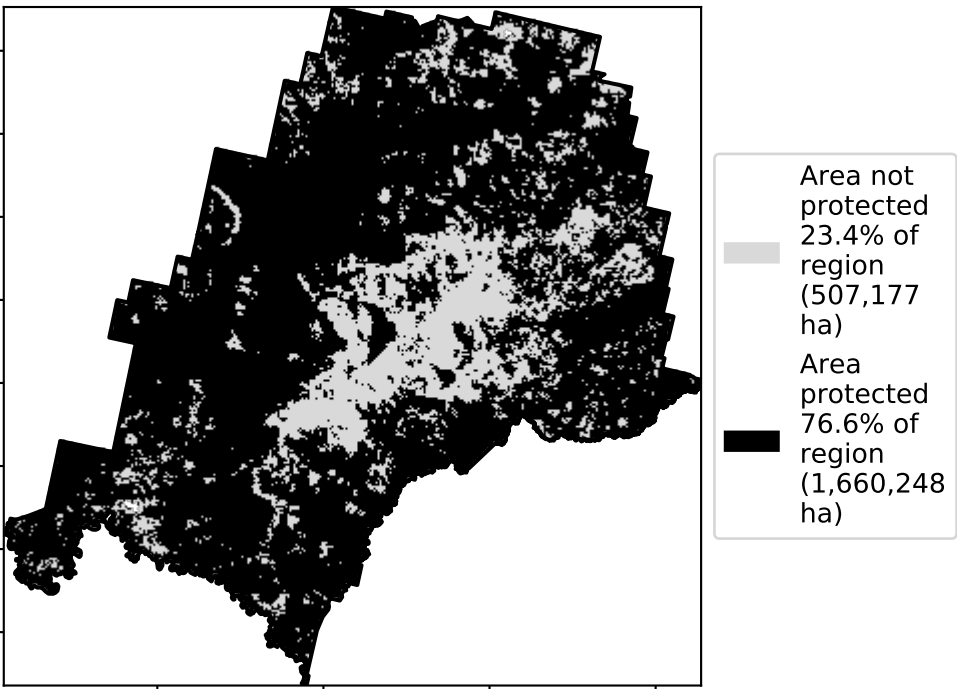 Area not
protected
23.4% of
region
(507,177
ha)
Area
protected
76.6% of
region
(1,660,248
ha)